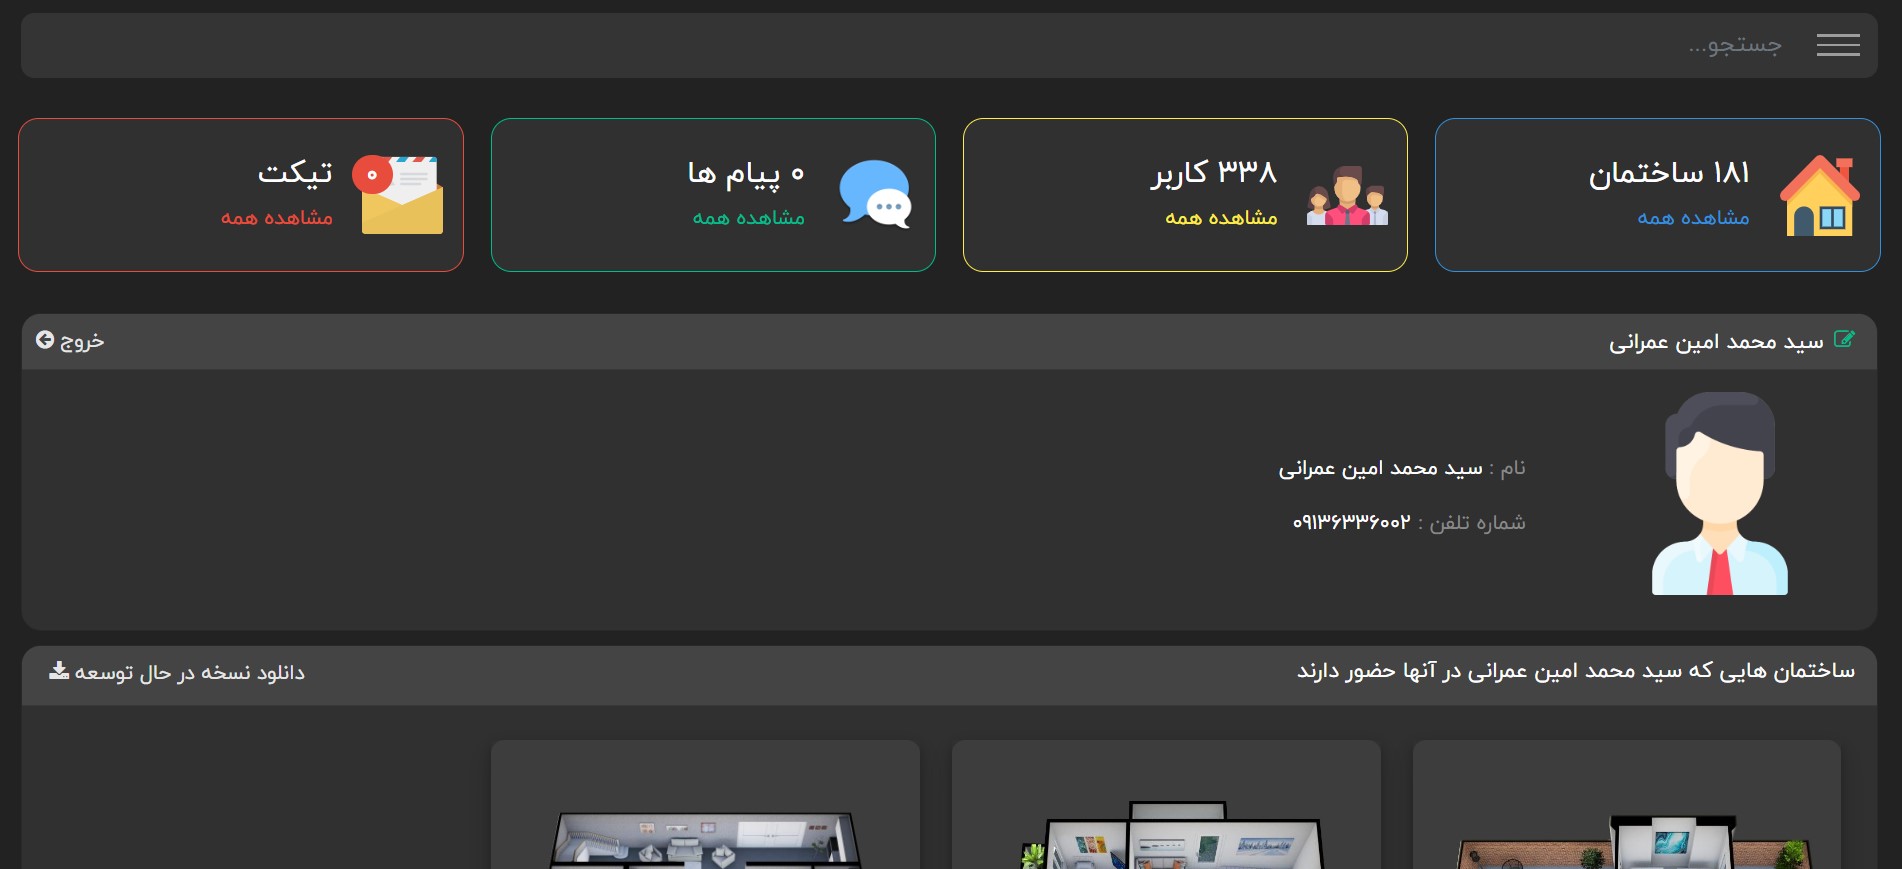 جستجو...
۱۸۱ ساختمان
مشاهده همه
۳۳۸ کاربر
مشاهده همه
۰ پیام ها
مشاهده همه
۰
تیکت
مشاهده همه
سید محمد امین عمرانی
خروج
نام : سید محمد امین عمرانی
شماره تلفن : ۰۹۱۳۶۳۳۶۰۰۲
ساختمان هایی که سید محمد امین عمرانی در آنها حضور دارند
دانلود نسخه در حال توسعه